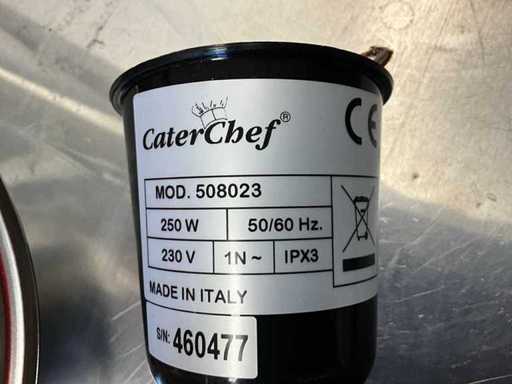 CaterChef®
CE
MOD. 508023
250 W 50/60 Hz.
230 V 1N ~ IPX3
MADE IN ITALY
S/N: 460477